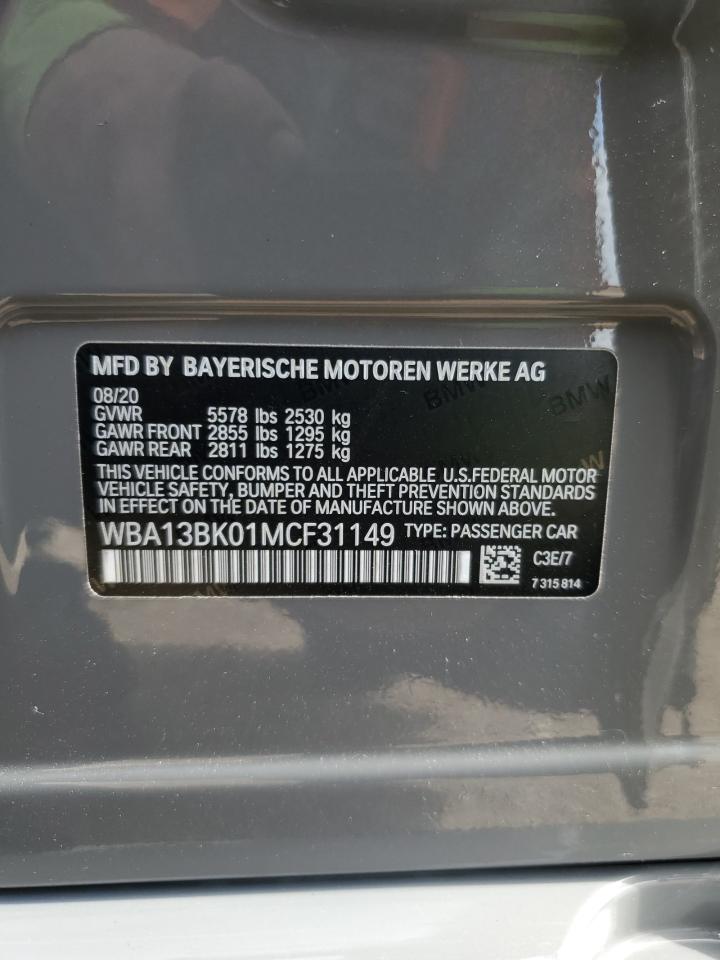 MFD BY BAYERISCHE MOTOREN WERKE AG
08/20
GVWR 5578 lbs 2530 kg
GAWR FRONT 2855 lbs 1295 kg
GAWR REAR 2811 lbs 1275 kg
THIS VEHICLE CONFORMS TO ALL APPLICABLE U.S.FEDERAL MOTOR
VEHICLE SAFETY, BUMPER AND THEFT PREVENTION STANDARDS
IN EFFECT ON THE DATE OF MANUFACTURE SHOWN ABOVE.
WBA13BK01MCF31149 TYPE: PASSENGER CAR
C3E/7
7 315 814
BMW
BMW
W